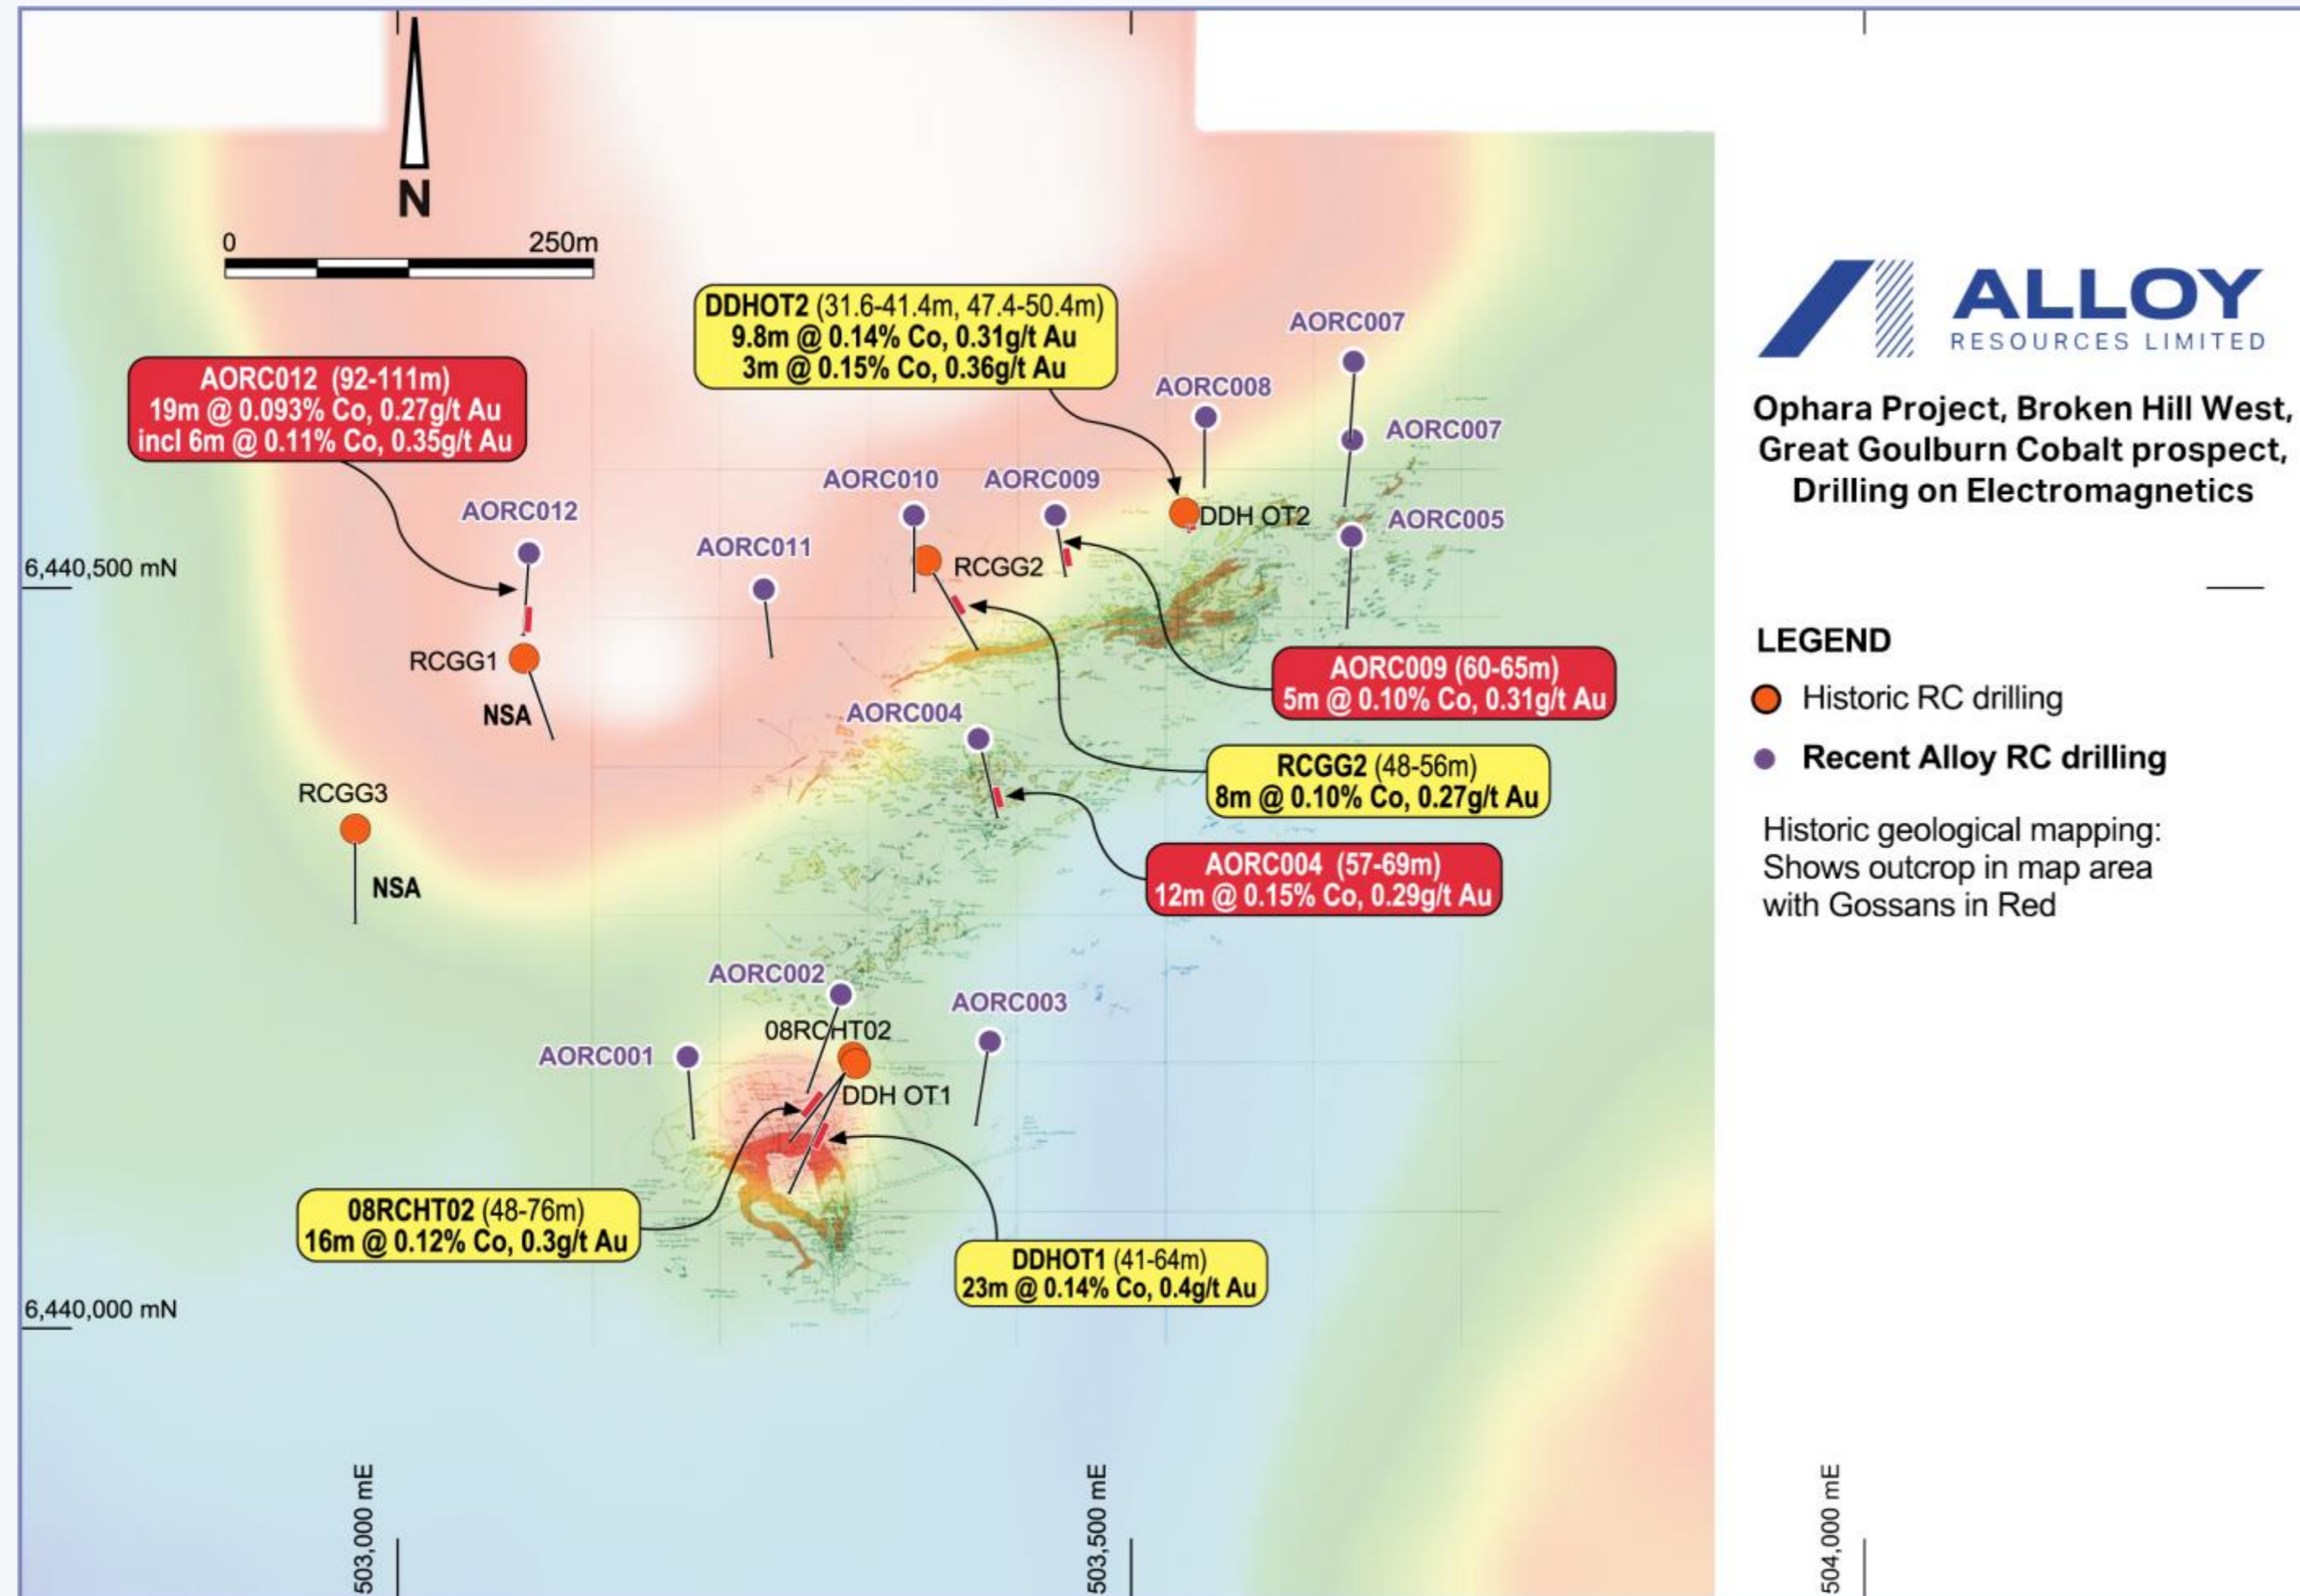 N
0 250m
DDHOT2 (31.6-41.4m, 47.4-50.4m)
9.8m @ 0.14% Co, 0.31g/t Au
3m @ 0.15% Co, 0.36g/t Au
AORC012 (92-111m)
19m @ 0.093% Co, 0.27g/t Au
incl 6m @ 0.11% Co, 0.35g/t Au
AORC007
AORC008
AORC007
AORC010
AORC009
AORC012
DDH OT2
AORC005
AORC011
RCGG2
6,440,500 mN
RCGG1
NSA
AORC009 (60-65m)
5m @ 0.10% Co, 0.31g/t Au
AORC004
RCGG2 (48-56m)
8m @ 0.10% Co, 0.27g/t Au
RCGG3
NSA
AORC004 (57-69m)
12m @ 0.15% Co, 0.29g/t Au
AORC002
AORC003
08RCHT02
AORC001
DDH OT1
08RCHT02 (48-76m)
16m @ 0.12% Co, 0.3g/t Au
DDHOT1 (41-64m)
23m @ 0.14% Co, 0.4g/t Au
6,440,000 mN
503,000 mE
503,500 mE
504,000 mE
ALLOY
RESOURCES LIMITED
Ophara Project, Broken Hill West,
Great Goulburn Cobalt prospect,
Drilling on Electromagnetics
LEGEND
Historic RC drilling
Recent Alloy RC drilling
Historic geological mapping:
Shows outcrop in map area
with Gossans in Red